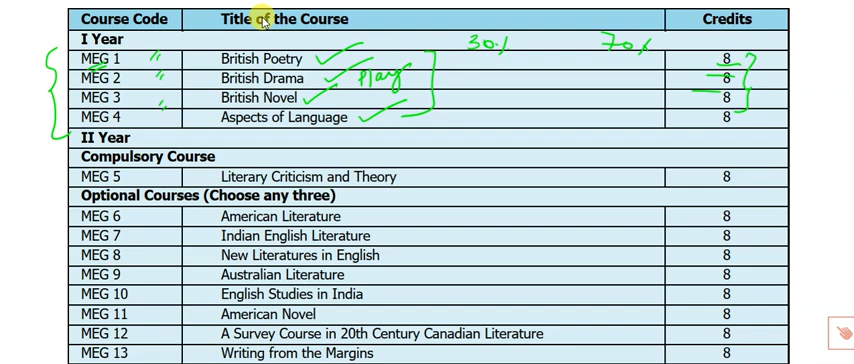 Course Code Title of the Course Credits
I Year 30% 70%
MEG 1 " British Poetry 8
MEG 2 " British Drama Plays 8
MEG 3 British Novel 8
MEG 4 " Aspects of Language 8
II Year
Compulsory Course
MEG 5 Literary Criticism and Theory 8
Optional Courses (Choose any three)
MEG 6 American Literature 8
MEG 7 Indian English Literature 8
MEG 8 New Literatures in English 8
MEG 9 Australian Literature 8
MEG 10 English Studies in India 8
MEG 11 American Novel 8
MEG 12 A Survey Course in 20th Century Canadian Literature 8
MEG 13 Writing from the Margins 8